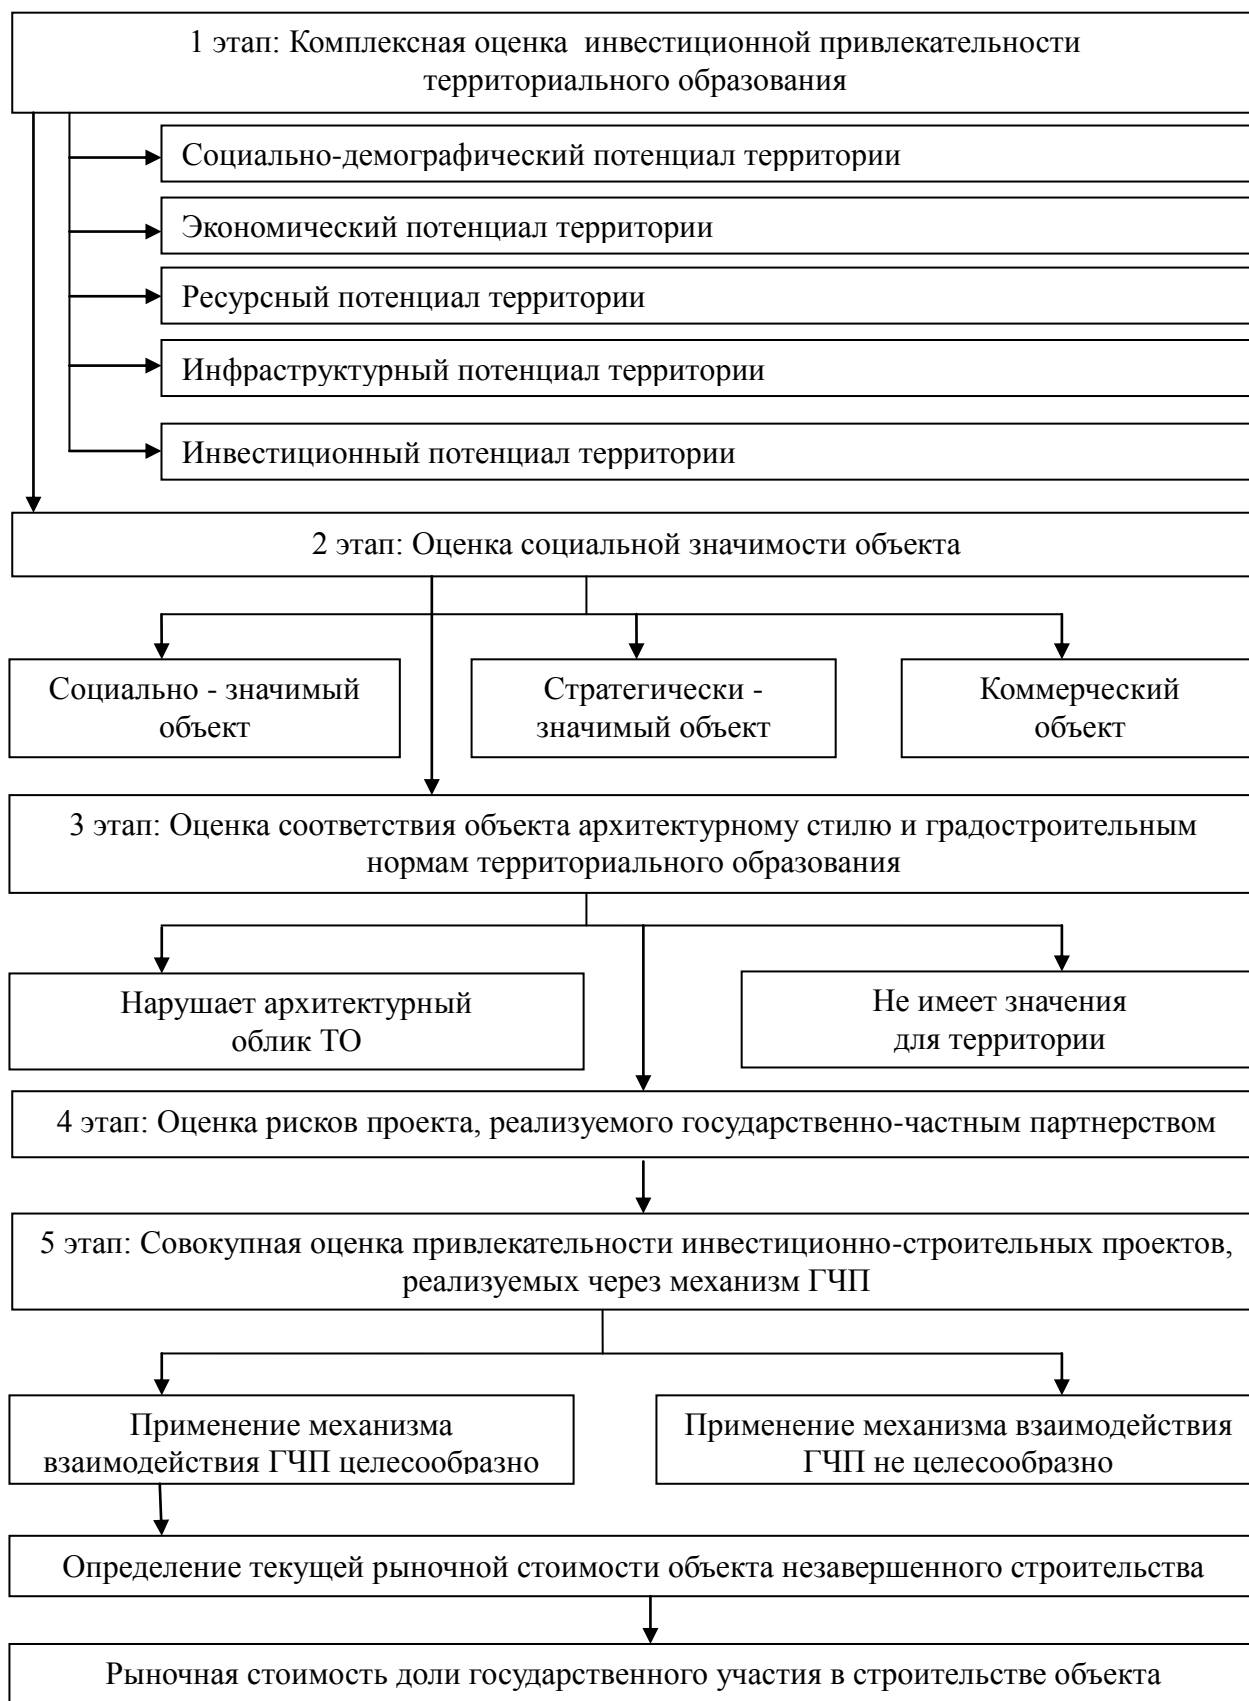 1 этап: Комплексная оценка инвестиционной привлекательности
территориального образования
Социально-демографический потенциал территории
Экономический потенциал территории
Ресурсный потенциал территории
Инфраструктурный потенциал территории
Инвестиционный потенциал территории
2 этап: Оценка социальной значимости объекта
Социально - значимый
объект
Стратегически -
значимый объект
Коммерческий
объект
3 этап: Оценка соответствия объекта архитектурному стилю и градостроительным
нормам территориального образования
Нарушает архитектурный
облик ТО
Не имеет значения
для территории
4 этап: Оценка рисков проекта, реализуемого государственно-частным партнерством
5 этап: Совокупная оценка привлекательности инвестиционно-строительных проектов,
реализуемых через механизм ГЧП
Применение механизма
взаимодействия ГЧП целесообразно
Применение механизма взаимодействия
ГЧП не целесообразно
Определение текущей рыночной стоимости объекта незавершенного строительства
Рыночная стоимость доли государственного участия в строительстве объекта